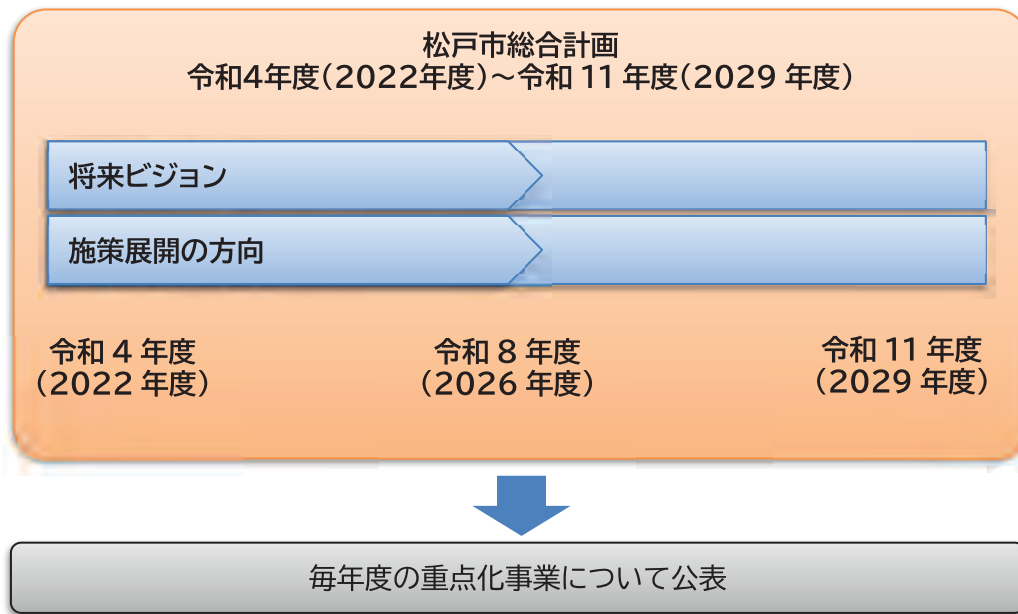 松戸市総合計画
令和4年度(2022年度)～令和 11 年度(2029 年度)
将来ビジョン
施策展開の方向
令和 4 年度
(2022 年度)
令和 8 年度
(2026 年度)
令和 11 年度
(2029 年度)
毎年度の重点化事業について公表